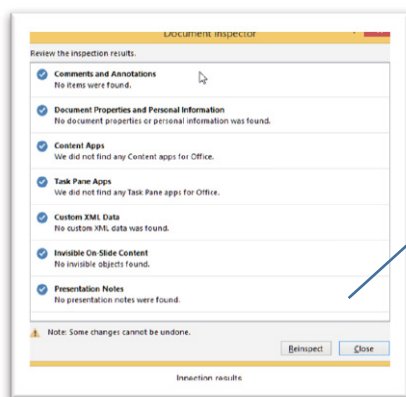 Document Inspector
Review the inspection results.
Comments and Annotations
No items were found.
Document Properties and Personal Information
No document properties or personal information was found.
Content Apps
We did not find any Content apps for Office.
Task Pane Apps
We did not find any Task Pane apps for Office.
Custom XML Data
No custom XML data was found.
Invisible On-Slide Content
No invisible objects found.
Presentation Notes
No presentation notes were found.
Note: Some changes cannot be undone.
Reinspect Close
Inpection results